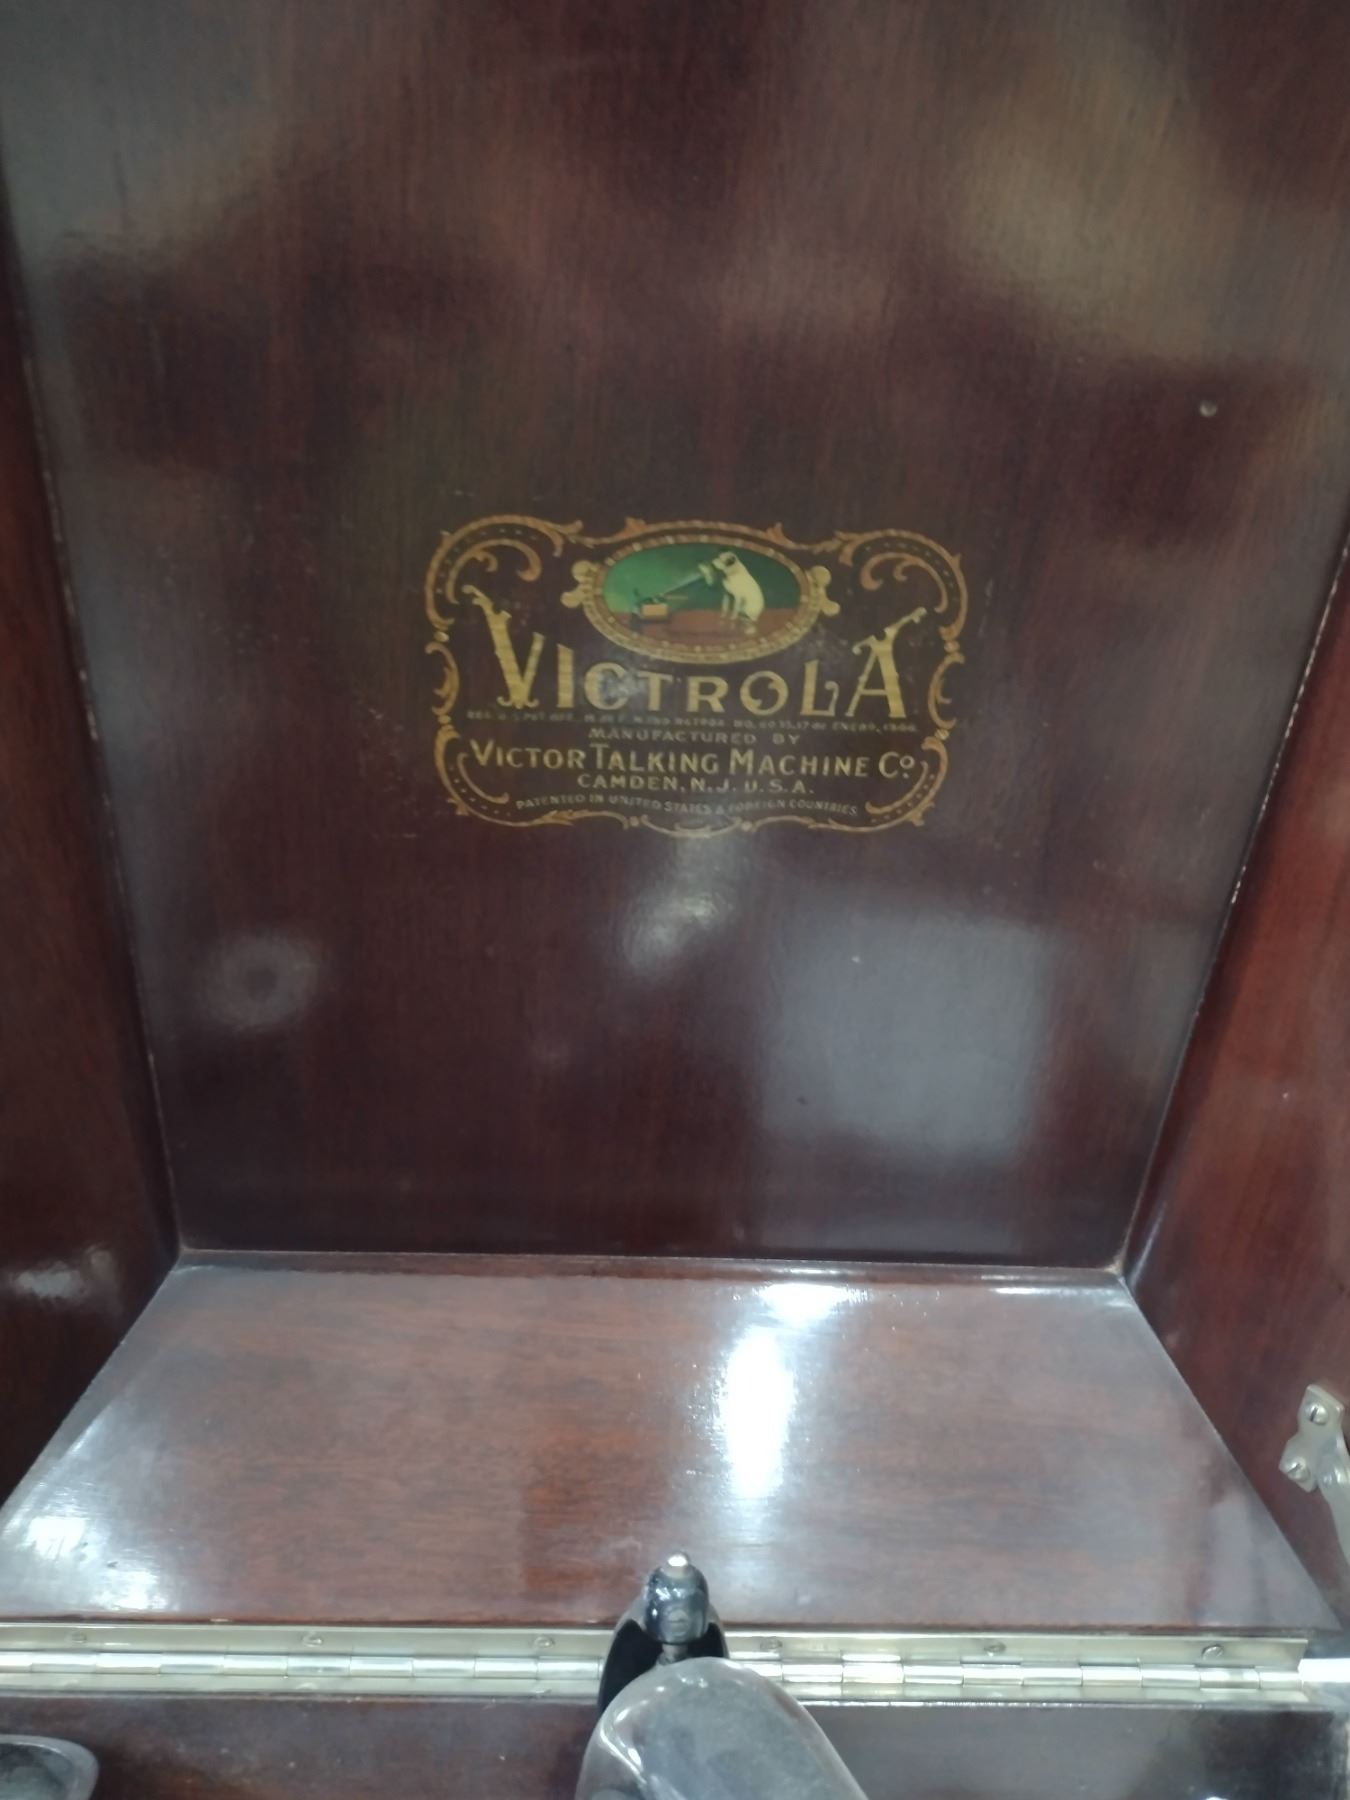 VICTROLA
MANUFACTURED BY
VICTOR TALKING MACHINE Co.
CAMDEN, N.J. U.S.A.
PATENTED IN UNITED STATES & FOREIGN COUNTRIES